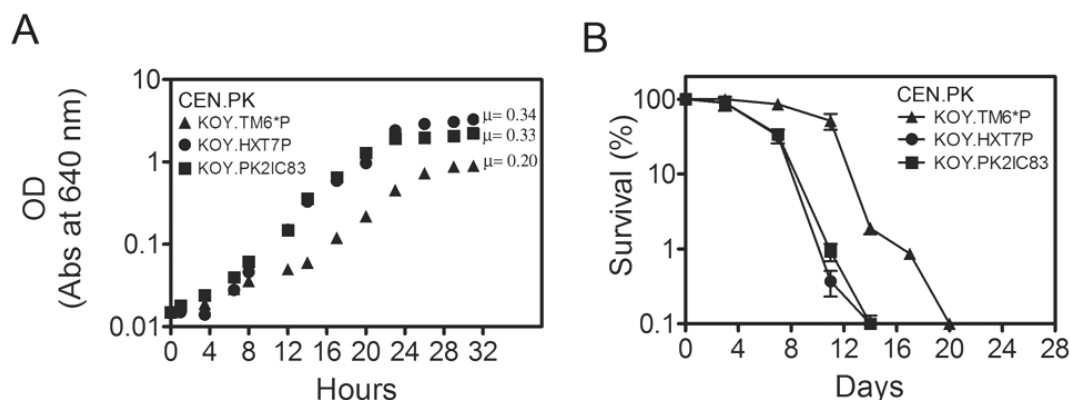 A
OD
(Abs at 640 nm)
10
1
0.1
0.01
CEN.PK
KOY.TM6*P
KOY.HXT7P
KOY.PK2IC83
μ= 0.34
μ= 0.33
μ= 0.20
0 4 8 12 16 20 24 26 32
Hours
B
Survival (%)
100
10
1
0.1
CEN.PK
KOY.TM6*P
KOY.HXT7P
KOY.PK2IC83
0 4 8 12 16 20 24 28
Days